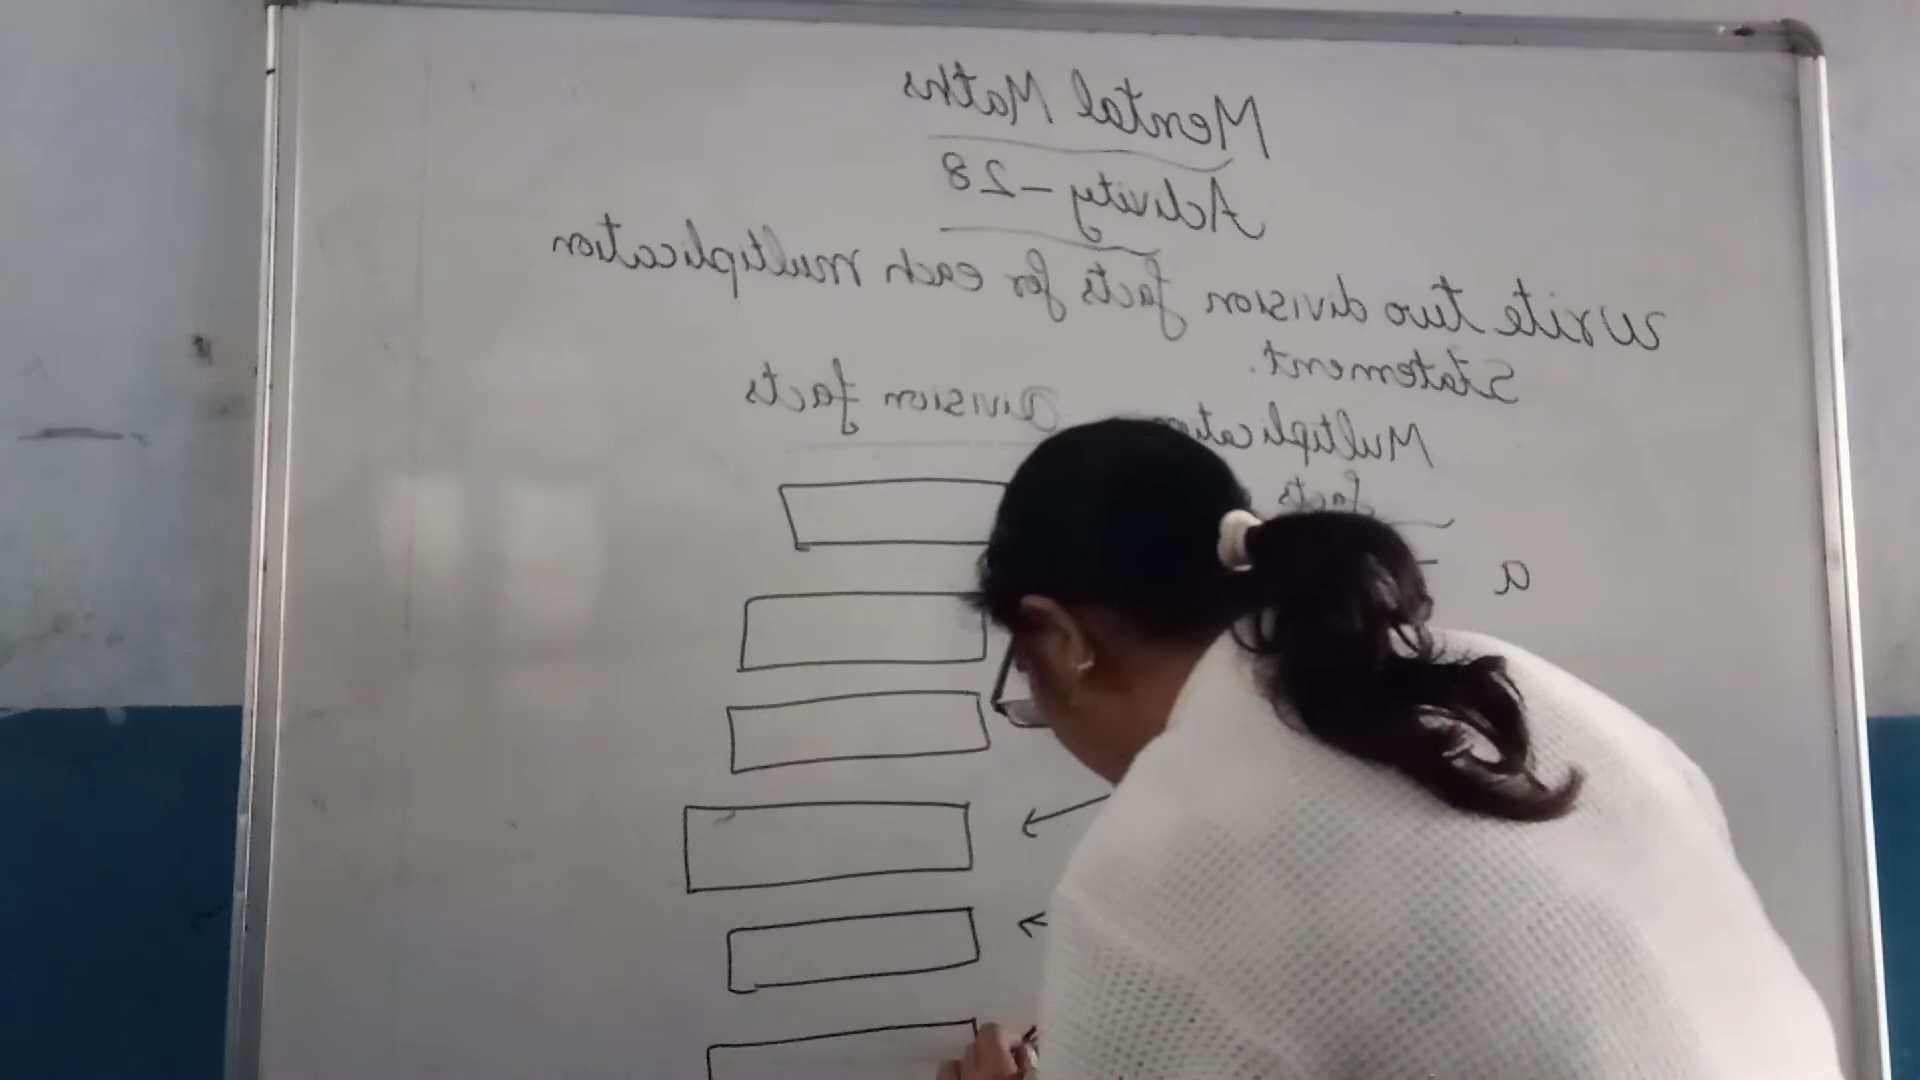 Mental Maths
Activity-28
write two division facts for each multiplication
Statement.
Multiplication Division facts
facts
a